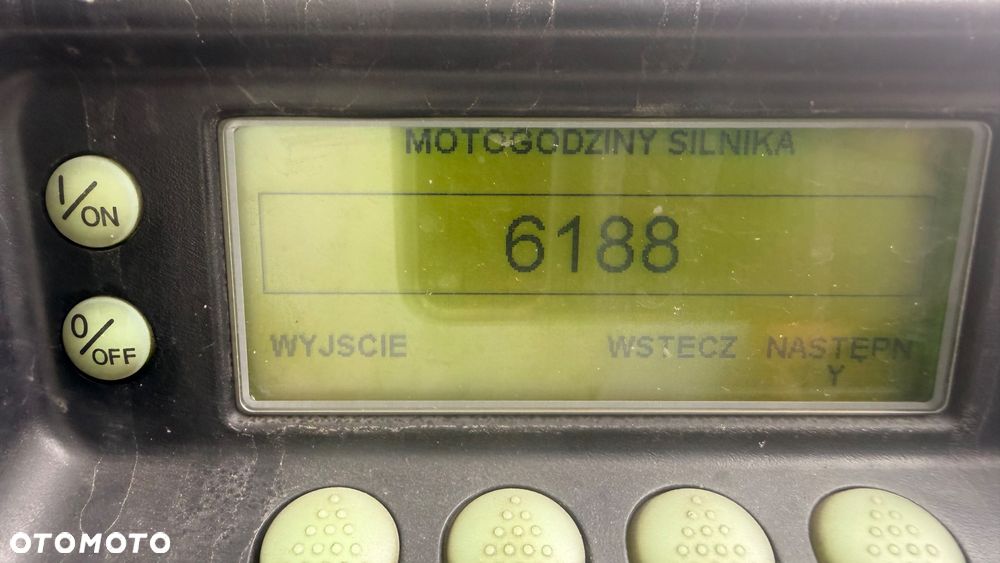 MOTOGODZINY SILNIKA
I/ON
6188
0/OFF
WYJSCIE WSTECZ NASTĘPN
Y
OTOMOTO